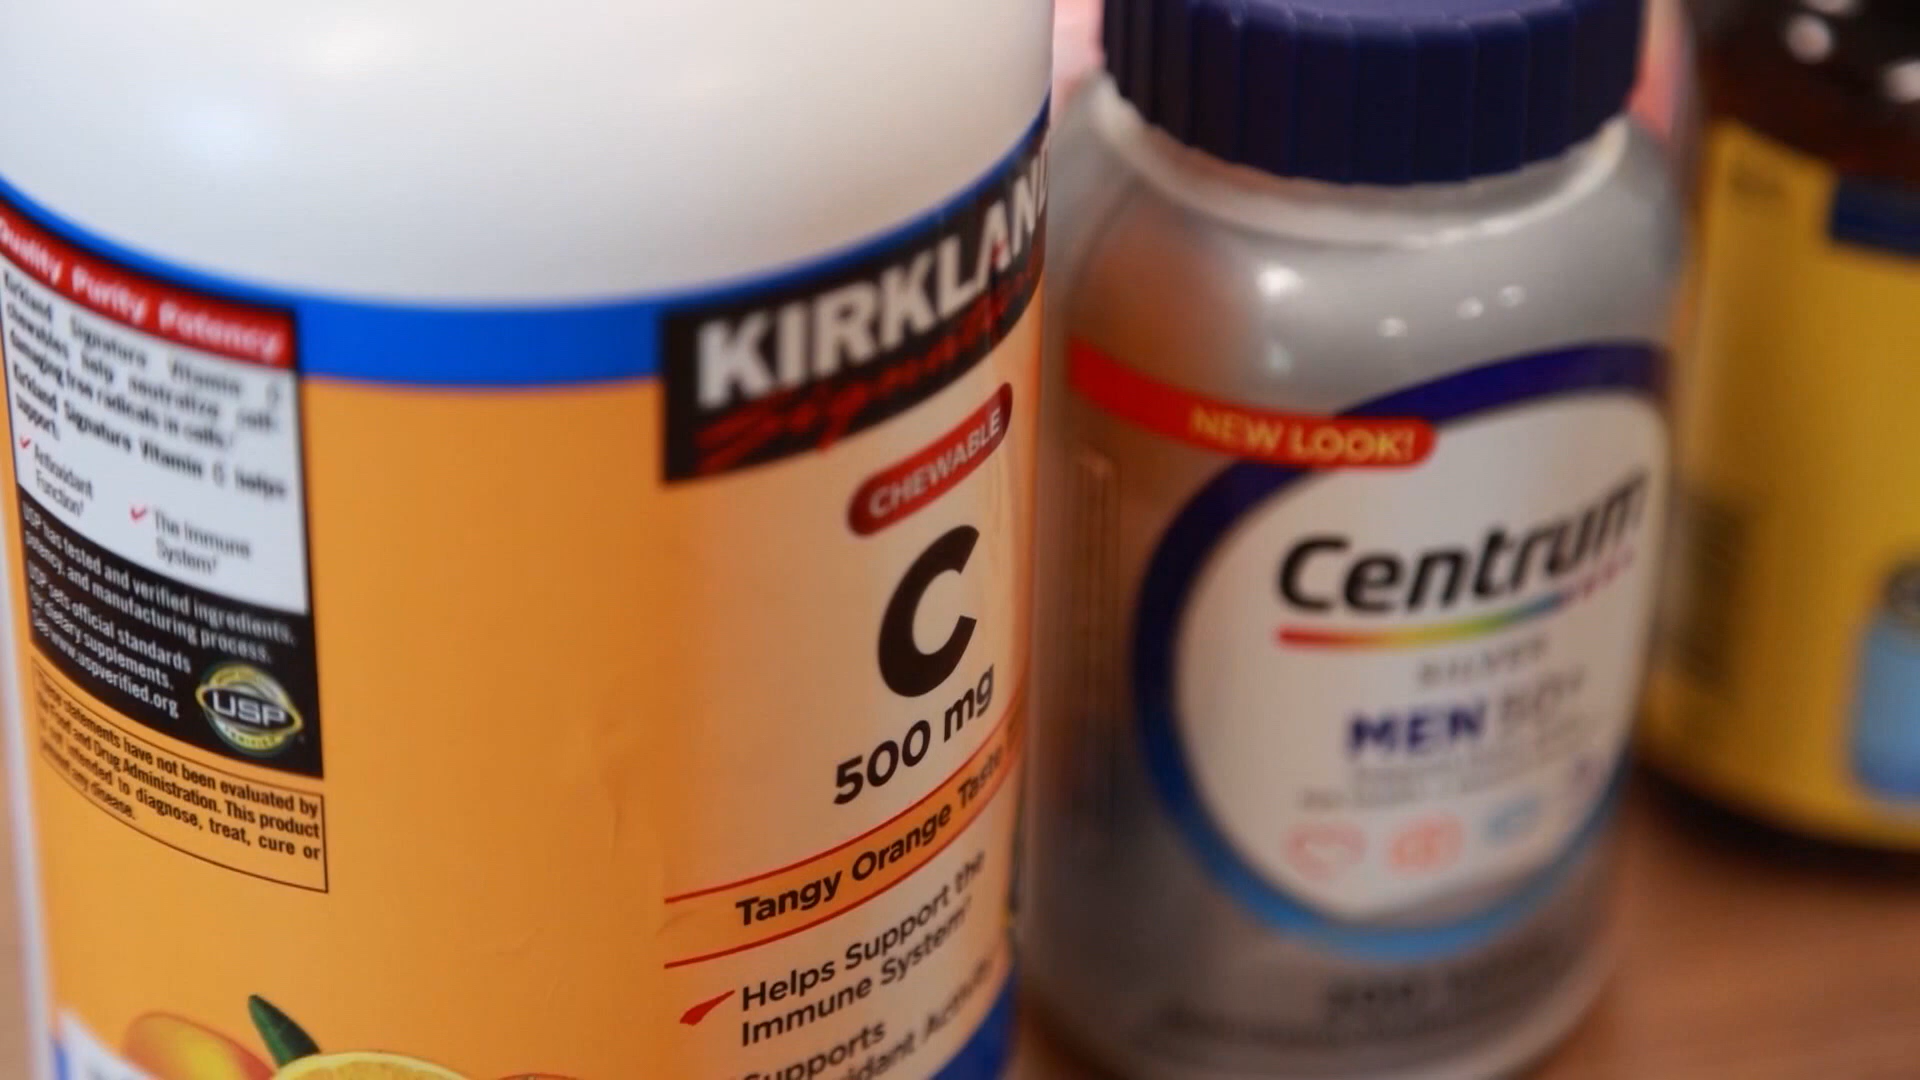 Quality Purity Potency
Kirkland Signature Vitamin C
chewables help neutralize cell-
damaging free radicals in cells.†
Kirkland Signature Vitamin C helps
support:
Antioxidant
Function†
The Immune
System†
USP has tested and verified ingredients,
potency, and manufacturing process.
USP sets official standards
for dietary supplements.
See www.uspverified.org
USP
These statements have not been evaluated by
the Food and Drug Administration. This product
is not intended to diagnose, treat, cure or
prevent any disease.
KIRKLAND
Signature
CHEWABLE
C
500 mg
Tangy Orange Taste
Helps Support the
Immune System†
Supports
NEW LOOK!
Centrum
SILVER
MEN 50+